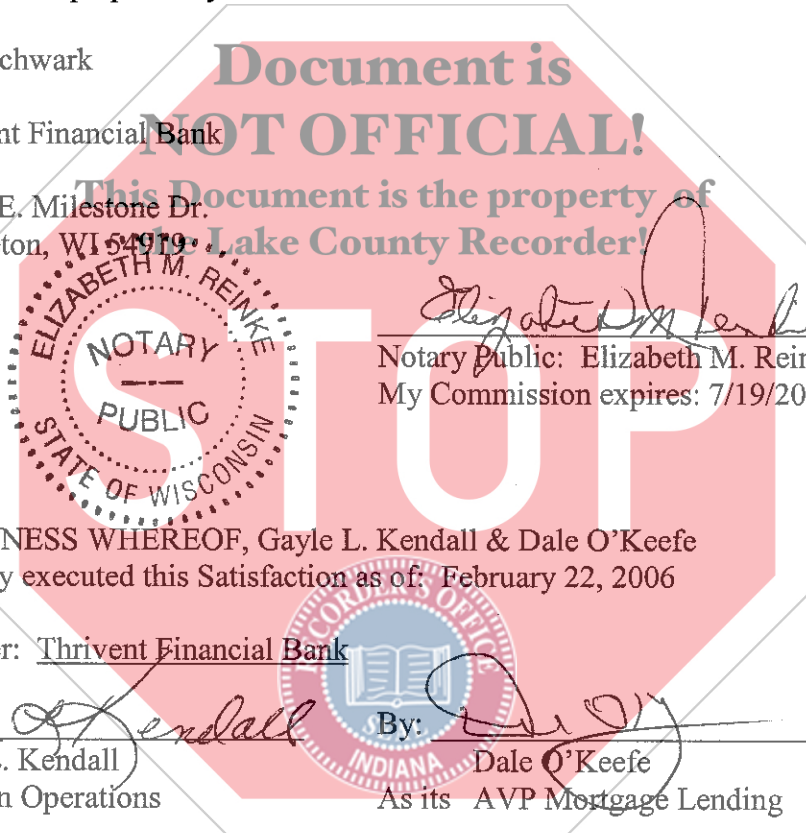 chwark
Document is
NOT OFFICIAL!
nt Financial Bank
This Document is the property of
the Lake County Recorder!
E. Milestone Dr.
ton, WI 54919
ELIZABETH M. REINKE
NOTARY
PUBLIC
STATE OF WISCONSIN
Notary Public: Elizabeth M. Rein
My Commission expires: 7/19/20
STOP
NESS WHEREOF, Gayle L. Kendall & Dale O'Keefe
y executed this Satisfaction as of: February 22, 2006
RECORDER'S OFFICE
INDIANA
r: Thrivent Financial Bank
Kendall
By:
. Kendall
Dale O'Keefe
n Operations
As its AVP Mortgage Lending